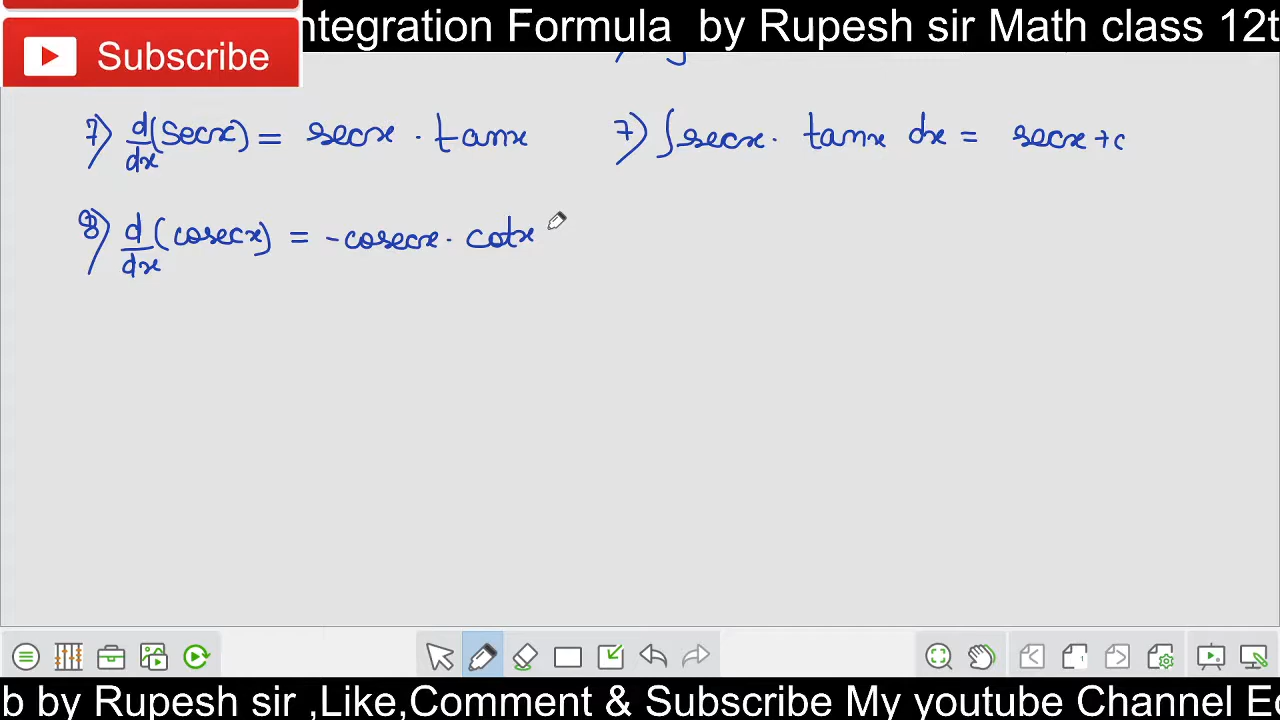 ntegration Formula by Rupesh sir Math class 12t
Subscribe
7) d/dx (secx) = secx . tanx
7) ∫secx . tanx dx = secx + c
8) d/dx (cosecx) = -cosecx . cotx
b by Rupesh sir ,Like,Comment & Subscribe My youtube Channel Ed